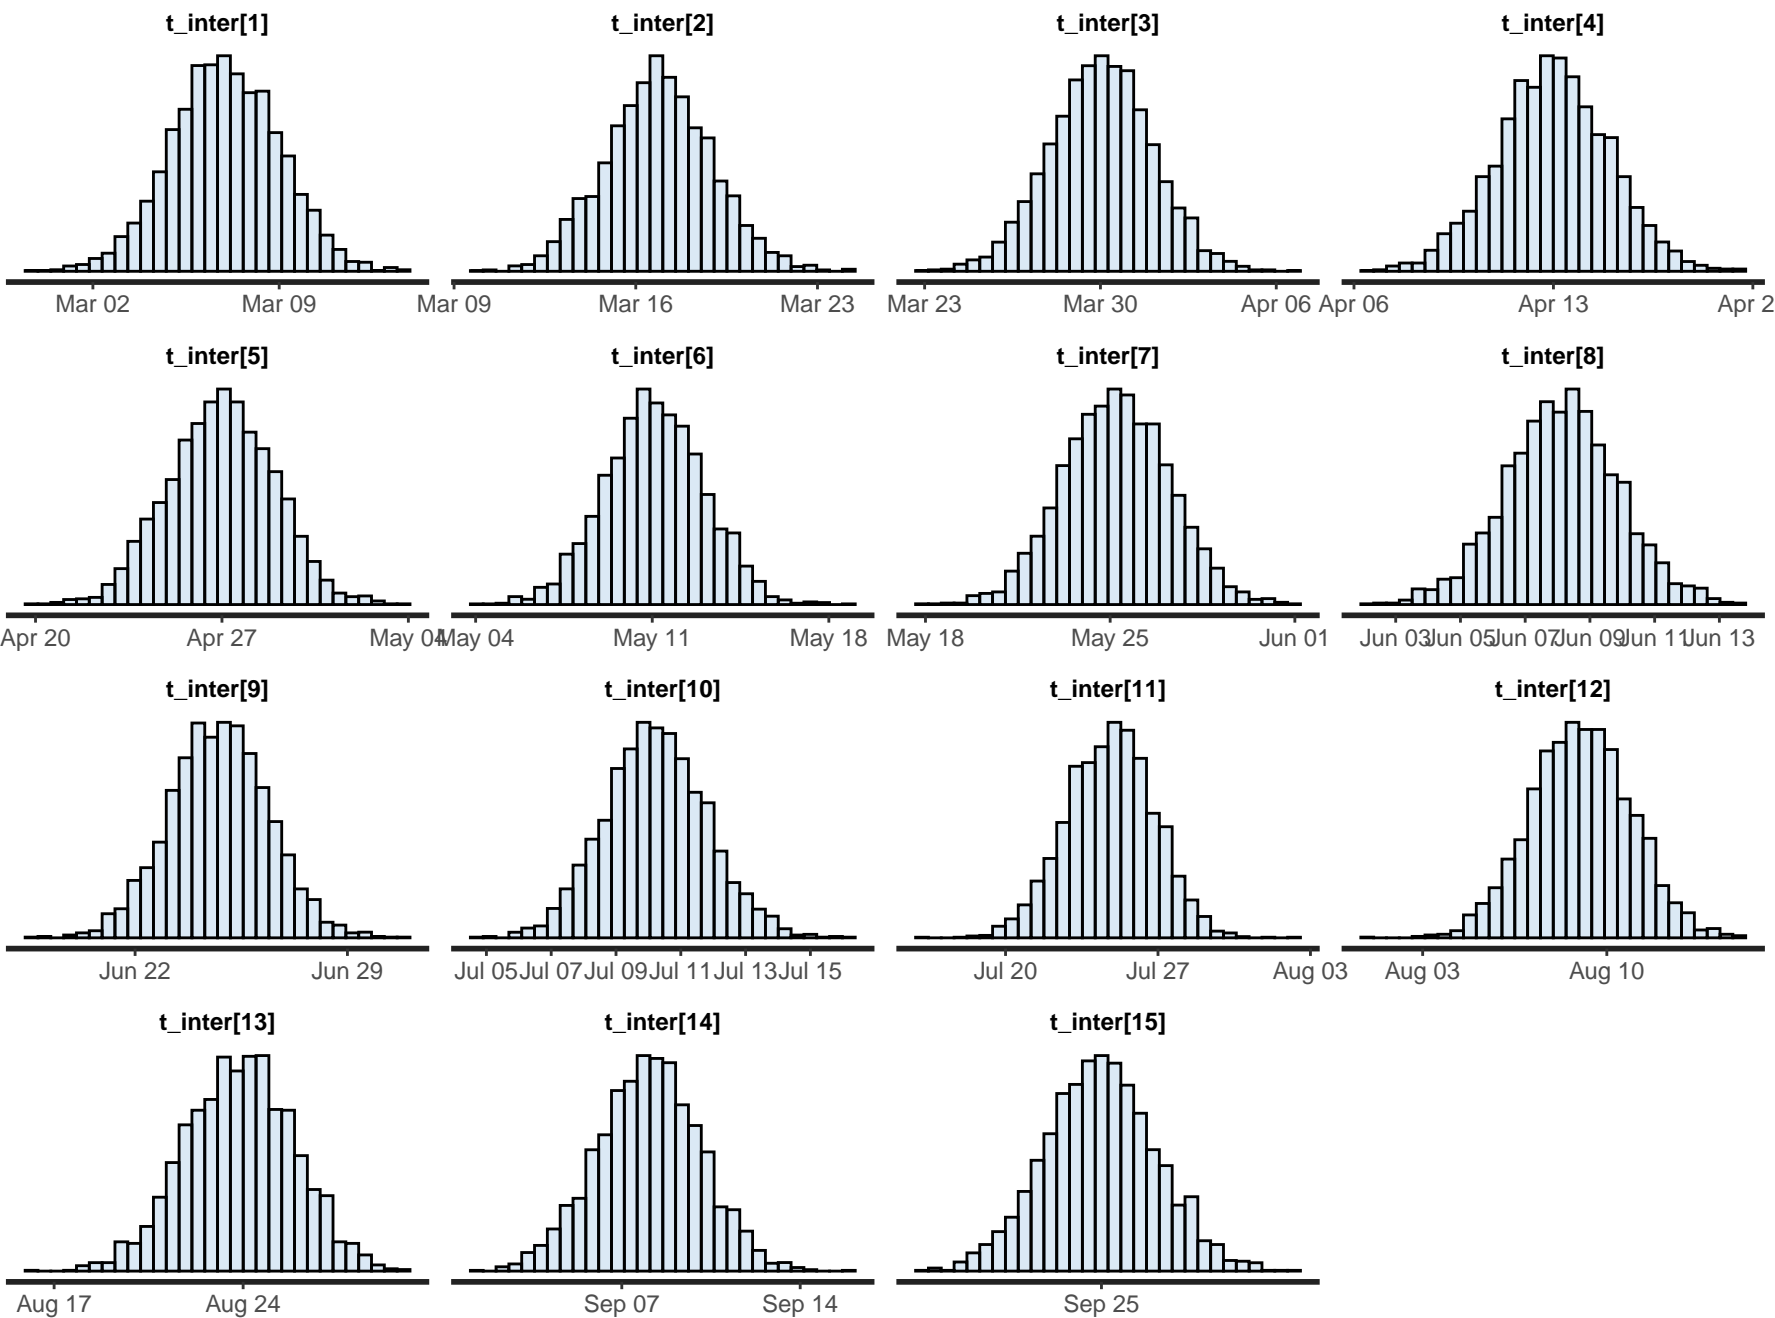 t_inter[1] t_inter[2] t_inter[3] t_inter[4]
Mar 02 Mar 09 Mar 09 Mar 16 Mar 23 Mar 23 Mar 30 Apr 06 Apr 06 Apr 13 Apr 2
t_inter[5] t_inter[6] t_inter[7] t_inter[8]
Apr 20 Apr 27 May 04 May 04 May 11 May 18 May 18 May 25 Jun 01 Jun 03 Jun 05 Jun 07 Jun 09 Jun 11 Jun 13
t_inter[9] t_inter[10] t_inter[11] t_inter[12]
Jun 22 Jun 29 Jul 05 Jul 07 Jul 09 Jul 11 Jul 13 Jul 15 Jul 20 Jul 27 Aug 03 Aug 03 Aug 10
t_inter[13] t_inter[14] t_inter[15]
Aug 17 Aug 24 Sep 07 Sep 14 Sep 25